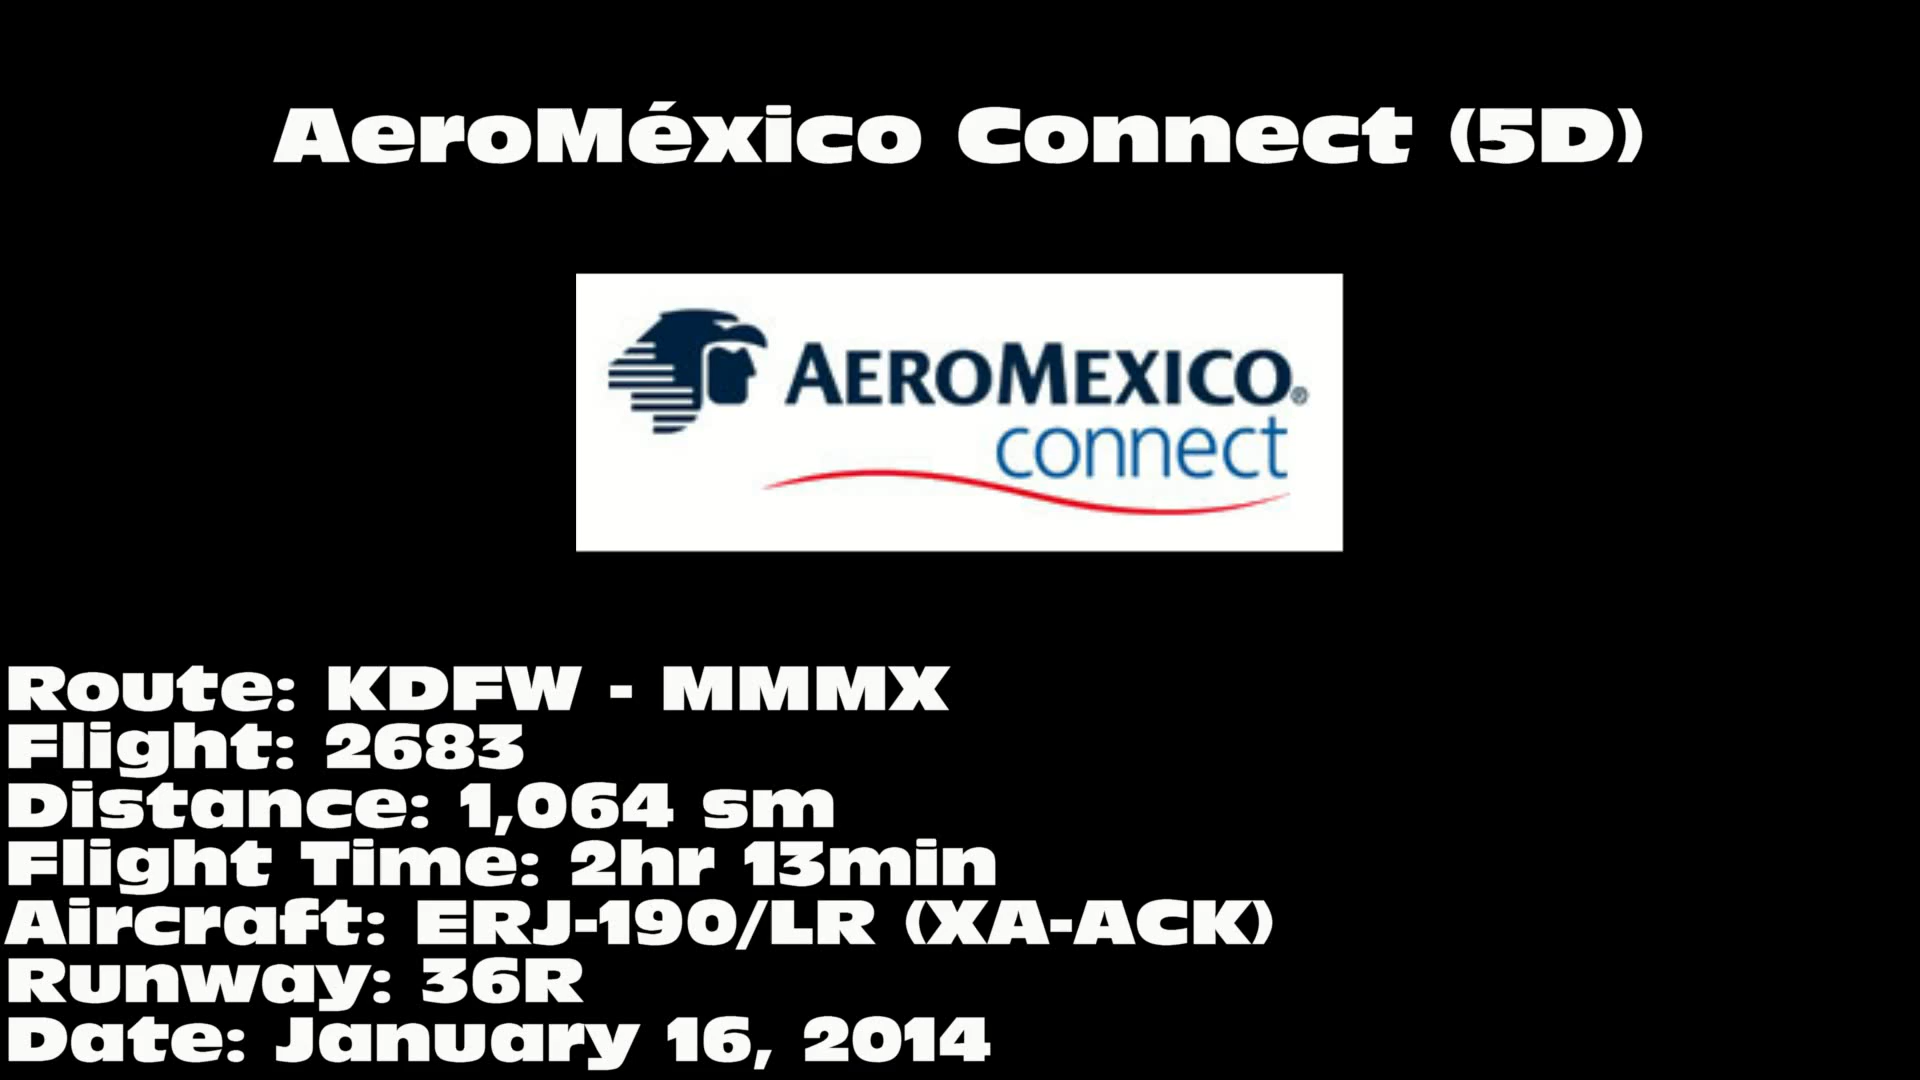 AeroMéxico Connect (5D)
AEROMEXICO®
connect
Route: KDFW - MMMX
Flight: 2683
Distance: 1,064 sm
Flight Time: 2hr 13min
Aircraft: ERJ-190/LR (XA-ACK)
Runway: 36R
Date: January 16, 2014